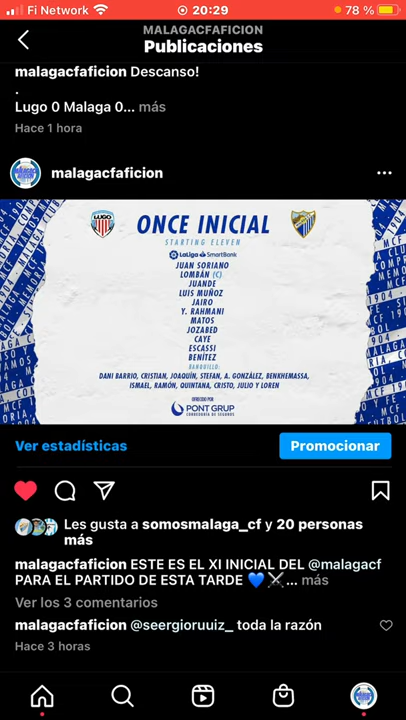 Fi Network
20:29
78 %
MALAGACFAFICION
Publicaciones
malagacfaficion Descanso!
.
Lugo 0 Malaga 0... más
Hace 1 hora
malagacfaficion
LUGO
ONCE INICIAL
STARTING ELEVEN
LaLiga SmartBank
JUAN SORIANO
LOMBÁN (C)
JUANDE
LUIS MUÑOZ
JAIRO
Y. RAHMANI
MATOS
JOZABED
CAYE
ESCASSI
BENÍTEZ
BANQUILLO:
DANI BARRIO, CRISTIAN, JOAQUÍN, STEFAN, A. GONZÁLEZ, BENKHEMASSA,
ISMAEL, RAMÓN, QUINTANA, CRISTO, JULIO Y LOREN
OFRECIDO POR
PONT GRUP
CORREDURÍA DE SEGUROS
Ver estadísticas
Promocionar
Les gusta a somosmalaga_cf y 20 personas
más
malagacfaficion ESTE ES EL XI INICIAL DEL @malagacf
PARA EL PARTIDO DE ESTA TARDE 💙⚔️... más
Ver los 3 comentarios
malagacfaficion @seergioruuiz_ toda la razón
Hace 3 horas